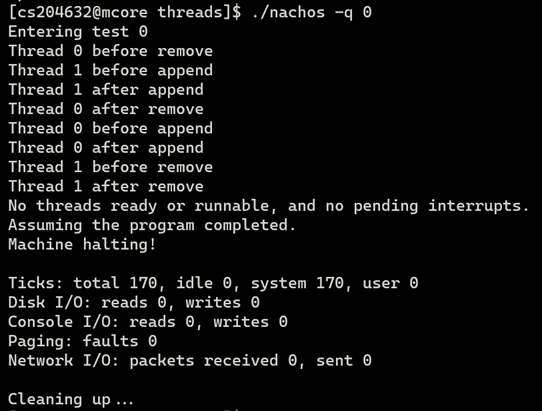 [cs204632@mcore threads]$ ./nachos -q 0
Entering test 0
Thread 0 before remove
Thread 1 before append
Thread 1 after append
Thread 0 after remove
Thread 0 before append
Thread 0 after append
Thread 1 before remove
Thread 1 after remove
No threads ready or runnable, and no pending interrupts.
Assuming the program completed.
Machine halting!

Ticks: total 170, idle 0, system 170, user 0
Disk I/O: reads 0, writes 0
Console I/O: reads 0, writes 0
Paging: faults 0
Network I/O: packets received 0, sent 0

Cleaning up...